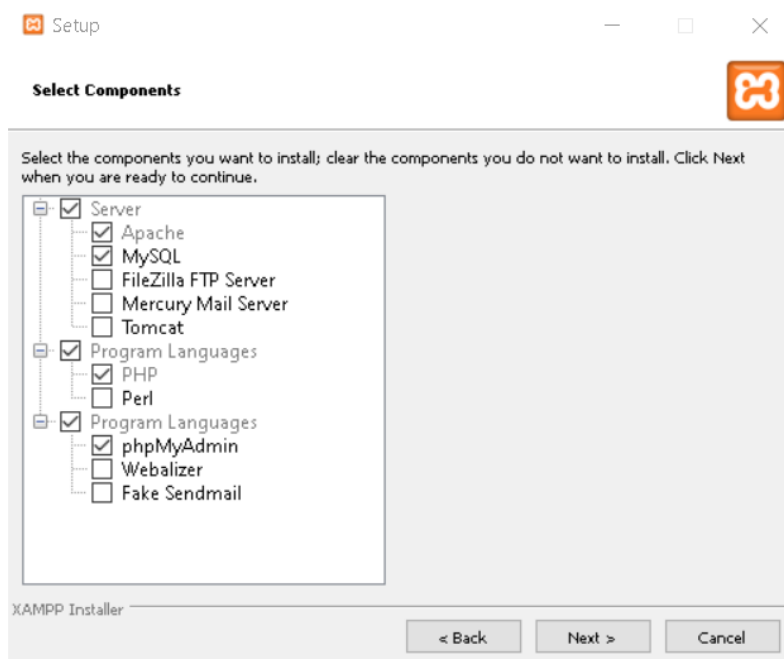 Setup
Select Components
Select the components you want to install; clear the components you do not want to install. Click Next
when you are ready to continue.
Server
Apache
MySQL
FileZilla FTP Server
Mercury Mail Server
Tomcat
Program Languages
PHP
Perl
Program Languages
phpMyAdmin
Webalizer
Fake Sendmail
XAMPP Installer
< Back
Next >
Cancel